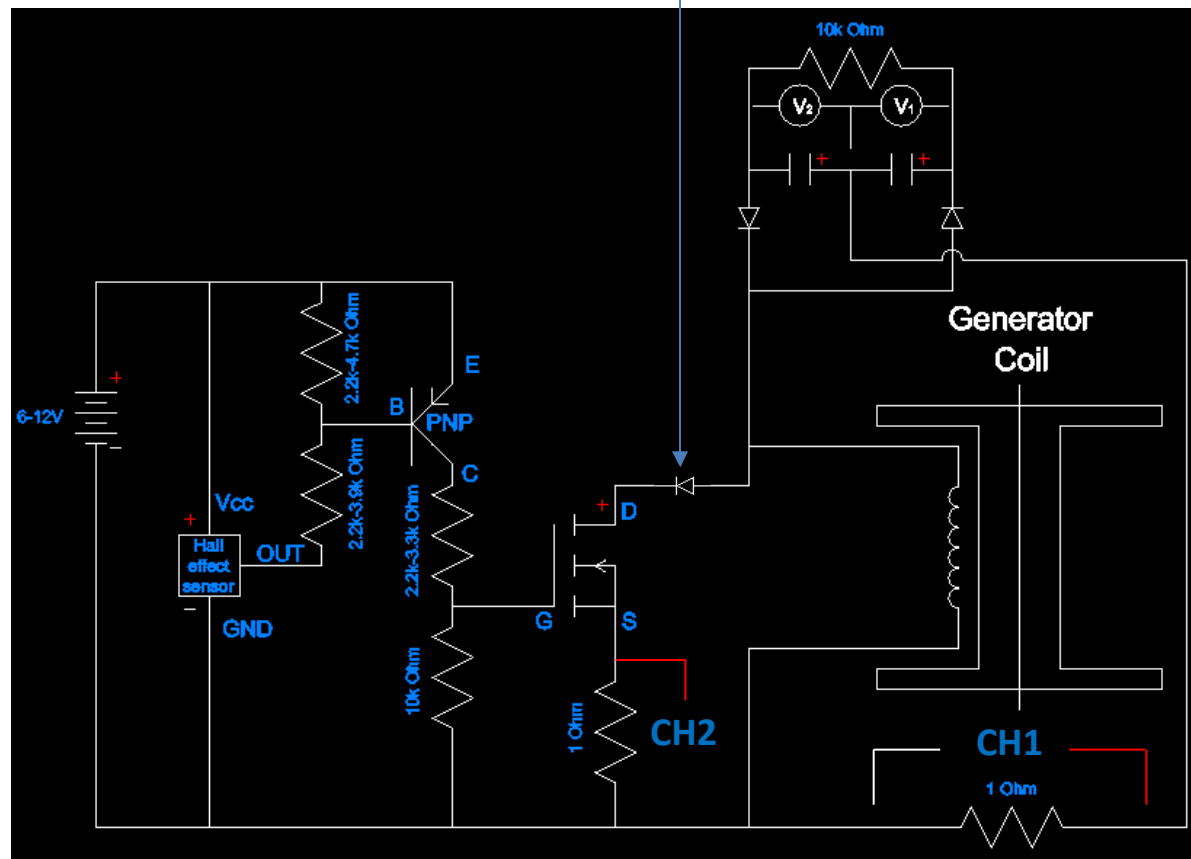 10k Ohm
V2
V1
+
+
Generator
Coil
+
6-12V
-
2.2k-4.7k Ohm
E
B
PNP
C
2.2k-3.9k Ohm
Vcc
+
Hall
effect
sensor
OUT
-
GND
2.2k-3.3k Ohm
+
D
G
S
10k Ohm
1 Ohm
CH2
CH1
1 Ohm